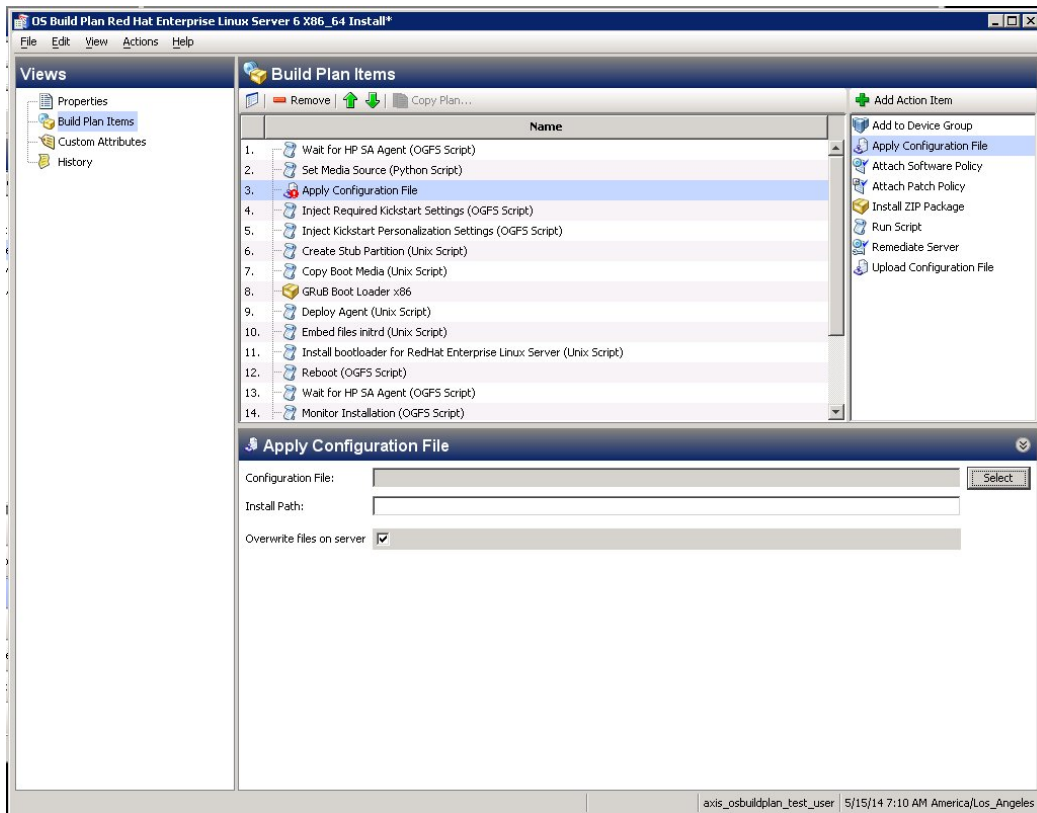 OS Build Plan Red Hat Enterprise Linux Server 6 X86_64 Install*
File Edit View Actions Help
Views
Properties
Build Plan Items
Custom Attributes
History
Build Plan Items
Remove Copy Plan...
Name
1. Wait for HP SA Agent (OGFS Script)
2. Set Media Source (Python Script)
3. Apply Configuration File
4. Inject Required Kickstart Settings (OGFS Script)
5. Inject Kickstart Personalization Settings (OGFS Script)
6. Create Stub Partition (Unix Script)
7. Copy Boot Media (Unix Script)
8. GRuB Boot Loader x86
9. Deploy Agent (Unix Script)
10. Embed files initrd (Unix Script)
11. Install bootloader for RedHat Enterprise Linux Server (Unix Script)
12. Reboot (OGFS Script)
13. Wait for HP SA Agent (OGFS Script)
14. Monitor Installation (OGFS Script)
Add Action Item
Add to Device Group
Apply Configuration File
Attach Software Policy
Attach Patch Policy
Install ZIP Package
Run Script
Remediate Server
Upload Configuration File
Apply Configuration File
Configuration File:
Select
Install Path:
Overwrite files on server
axis_osbuildplan_test_user 5/15/14 7:10 AM America/Los_Angeles